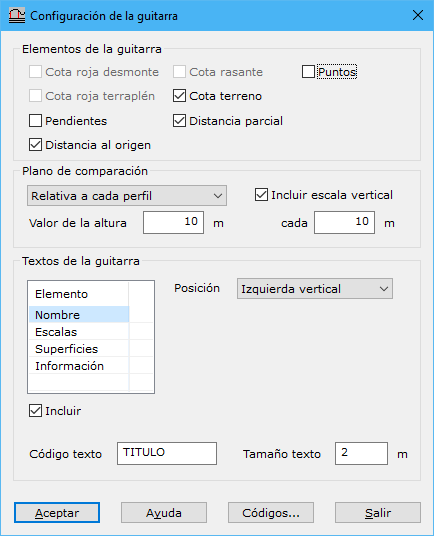 Configuración de la guitarra
Elementos de la guitarra
Cota roja desmonte Cota rasante Puntos
Cota roja terraplén Cota terreno
Pendientes Distancia parcial
Distancia al origen
Plano de comparación
Relativa a cada perfil Incluir escala vertical
Valor de la altura 10 m cada 10 m
Textos de la guitarra
Elemento Posición Izquierda vertical
Nombre
Escalas
Superficies
Información
Incluir
Código texto TITULO Tamaño texto 2 m
Aceptar Ayuda Códigos... Salir